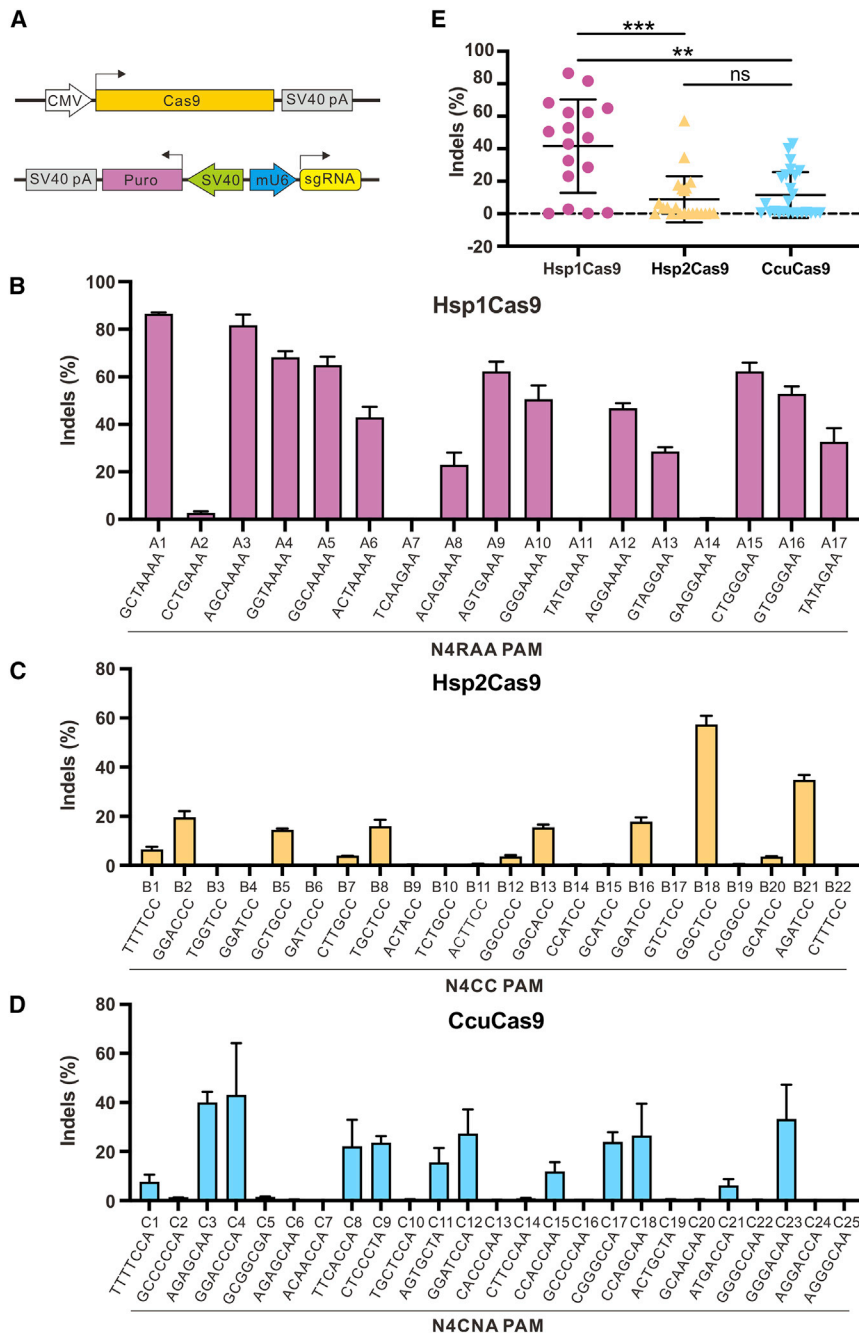 A
CMV Cas9 SV40 pA
SV40 pA Puro SV40 mU6 sgRNA
E
Indels (%)
100
80
60
40
20
0
-20
***
**
ns
Hsp1Cas9 Hsp2Cas9 CcuCas9
B
Hsp1Cas9
Indels (%)
100
80
60
40
20
0
A1 A2 A3 A4 A5 A6 A7 A8 A9 A10 A11 A12 A13 A14 A15 A16 A17
GCTAAAA CCTGAAA AGCAAAA GGTAAAA GGCAAAA ACTAAAA TCAAGAA ACAGAAA AGTGAAA GGGAAAA TATGAAA AGGAAAA GTAGGAA GAGGAAA CTGGGAA GTGGGAA TATAGAA
N4RAA PAM
C
Hsp2Cas9
Indels (%)
80
60
40
20
0
B1 B2 B3 B4 B5 B6 B7 B8 B9 B10 B11 B12 B13 B14 B15 B16 B17 B18 B19 B20 B21 B22
TTTTCC GGACCC TGGTCC GGATCC GCTGCC GATCCC CTTGCC TGCTCC ACTACC TCTGCC ACTTCC GGCCCC GGCACC CCATCC GCATCC GGATCC GTCTCC GGCTCC CCGGCC GCATCC AGATCC CTTTCC
N4CC PAM
D
CcuCas9
Indels (%)
80
60
40
20
0
C1 C2 C3 C4 C5 C6 C7 C8 C9 C10 C11 C12 C13 C14 C15 C16 C17 C18 C19 C20 C21 C22 C23 C24 C25
TTTTCCA GCCCCCA AGAGCAA GGACCCA GCGGCGA AGAGCAA ACAACCA TTCACCA CTCCCTA TGCTCCA AGTGCTA GGATCCA CACCCAA CTTCCAA CCACCAA GCCCCAA CGGGCCA CCAGCAA ACTGCTA GCAACAA ATGACCA GGGCCAA GGGACAA AGGACCA AGGGCAA
N4CNA PAM